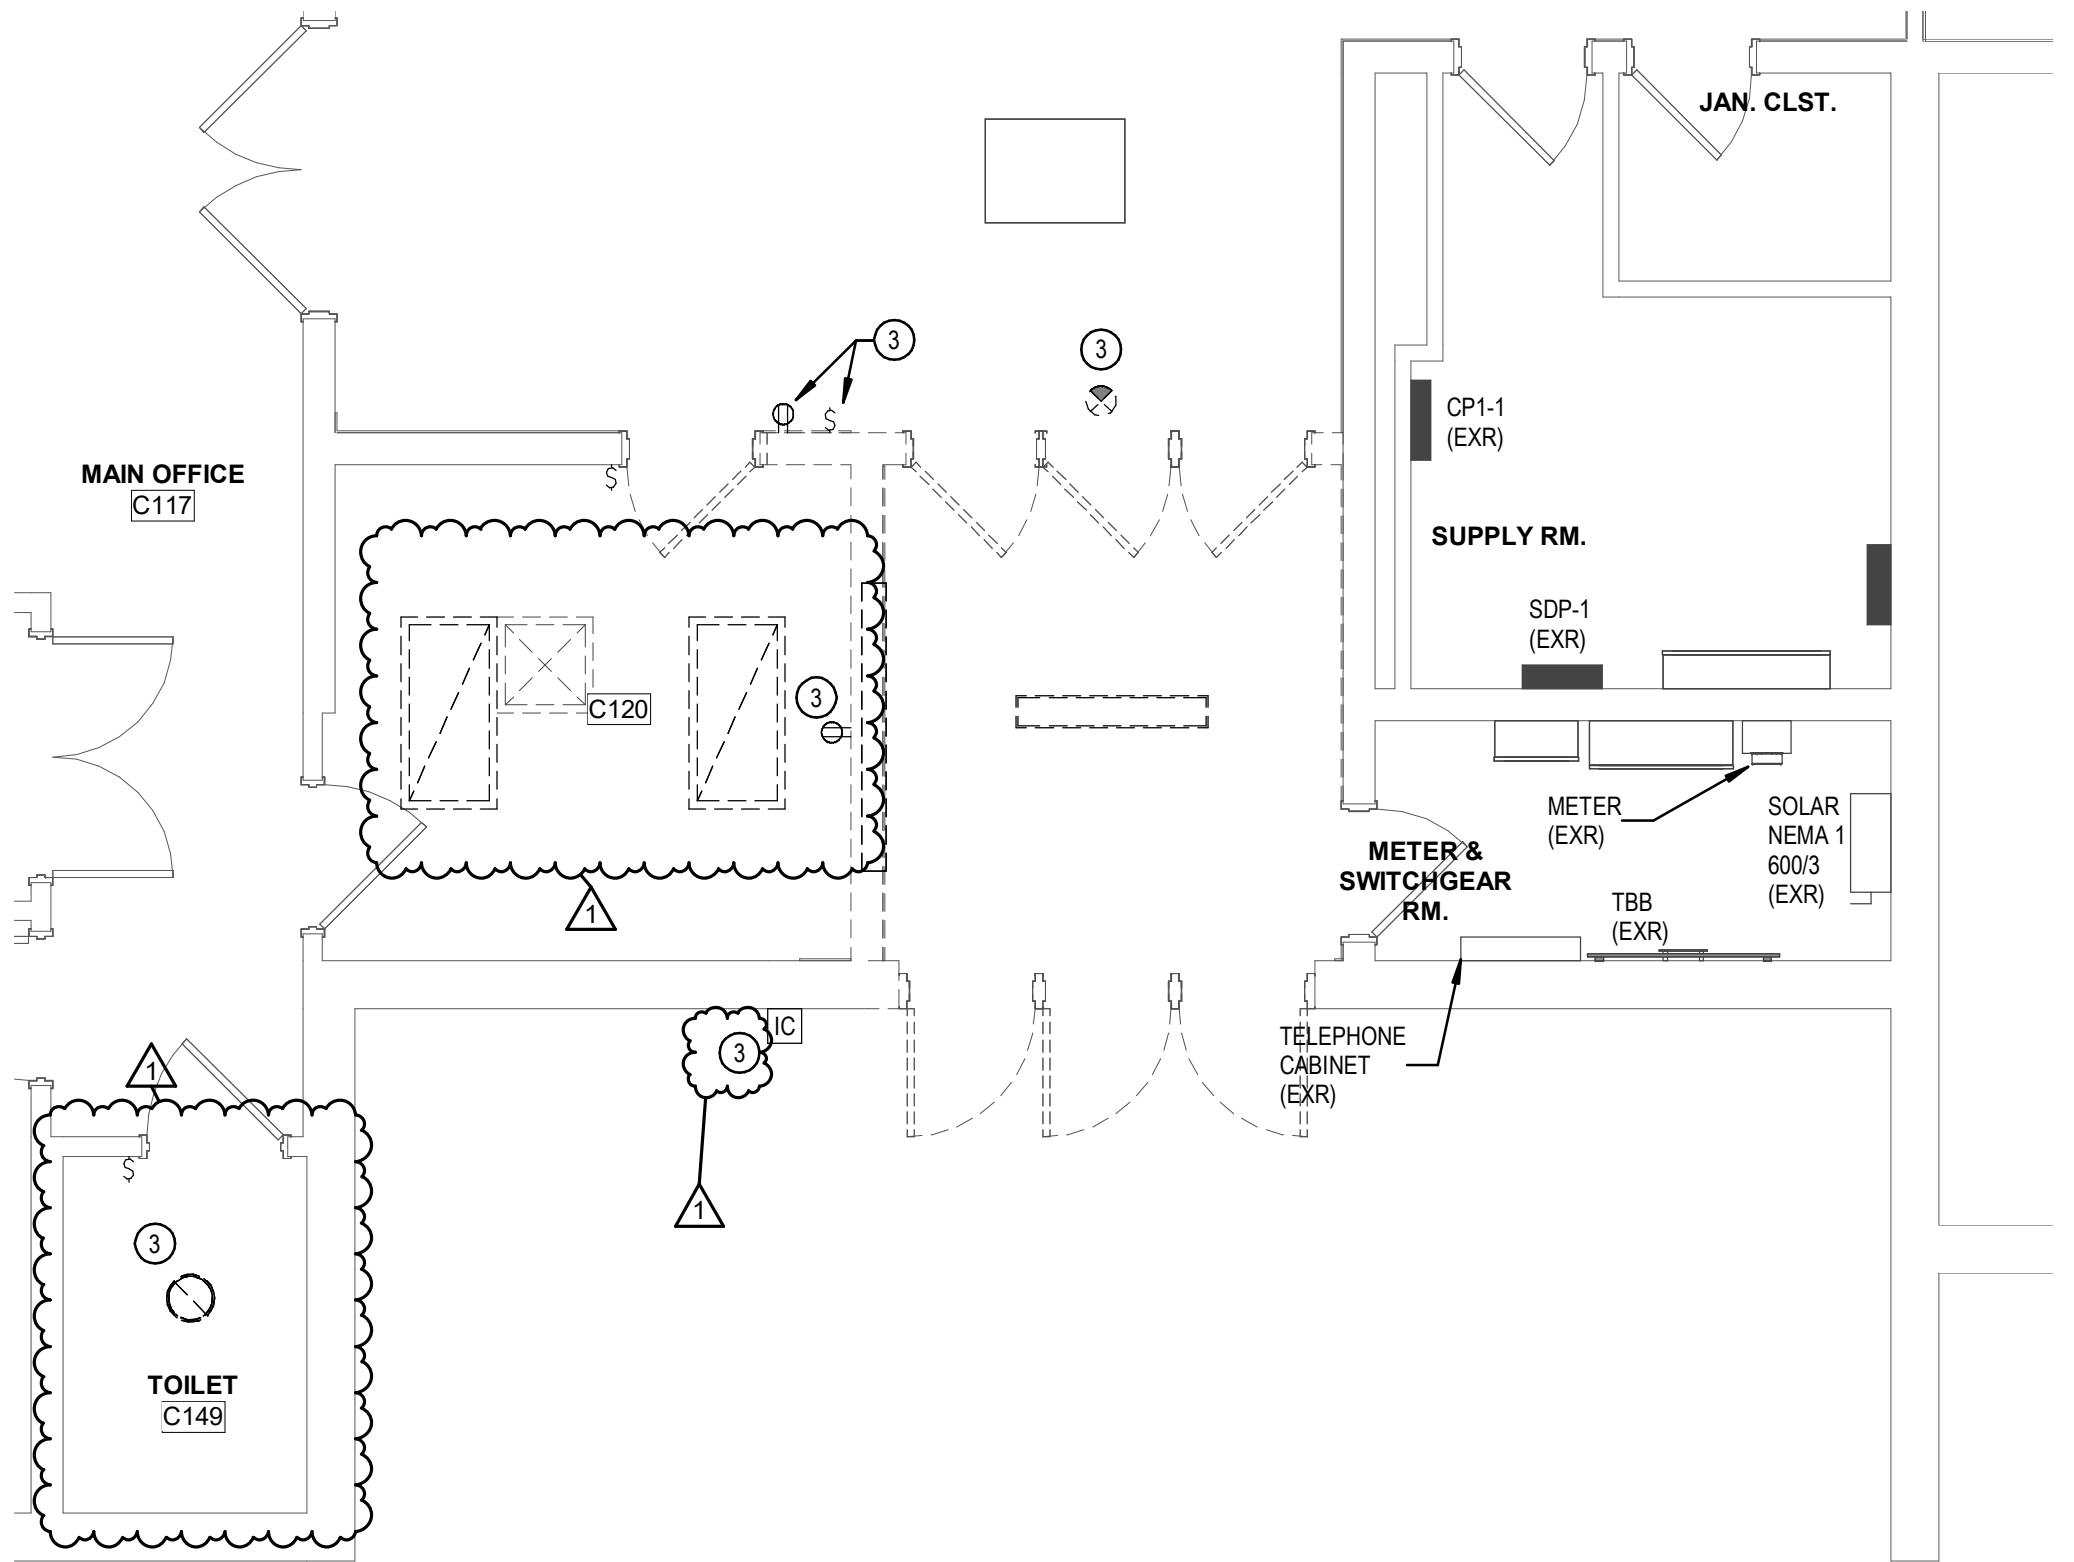 JAN. CLST.
3
3
CP1-1
(EXR)
$
MAIN OFFICE
C117
$
SUPPLY RM.
SDP-1
(EXR)
3
C120
METER
(EXR)
SOLAR
NEMA 1
600/3
(EXR)
METER &
SWITCHGEAR
RM.
TBB
(EXR)
1
IC
3
TELEPHONE
CABINET
(EXR)
1
$
1
3
TOILET
C149